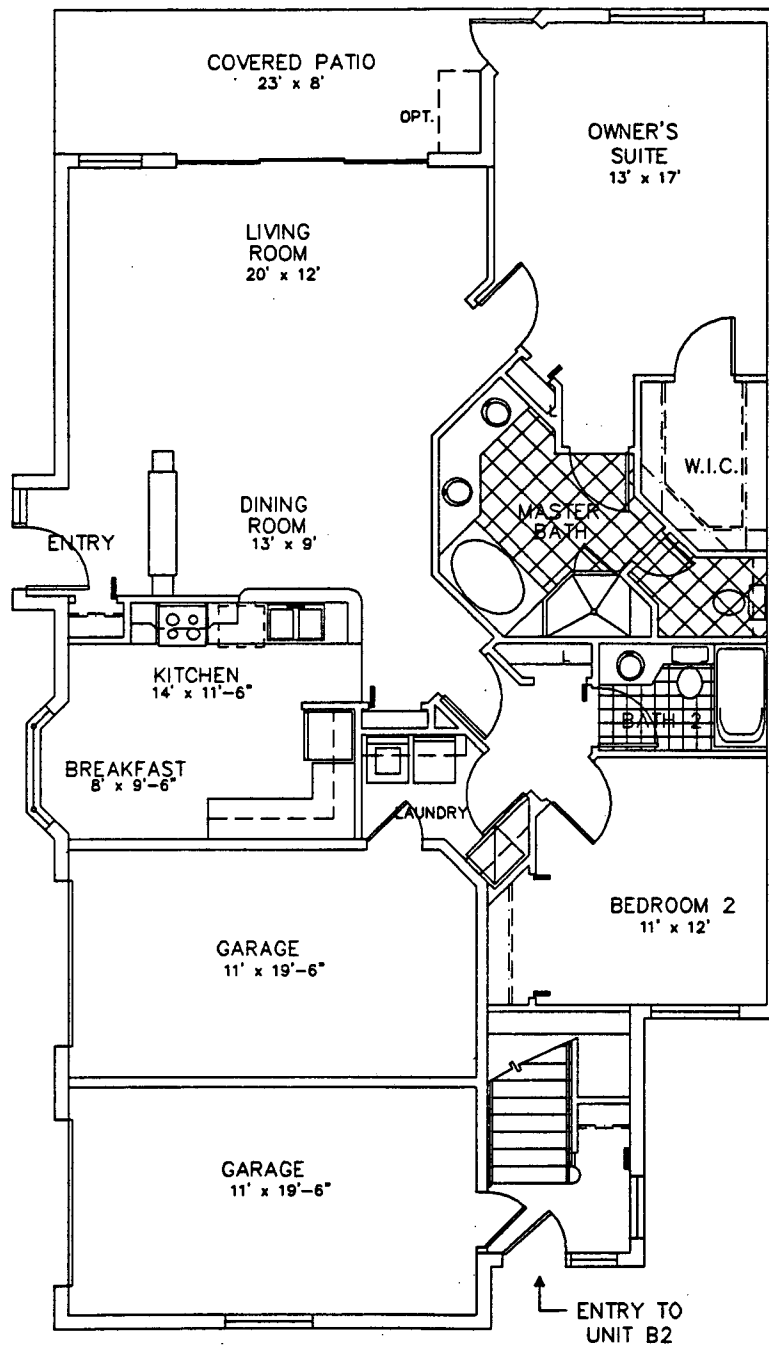 COVERED PATIO
23' x 8'
OPT.
OWNER'S
SUITE
13' x 17'
LIVING
ROOM
20' x 12'
W.I.C.
DINING
ROOM
13' x 9'
MASTER
BATH
ENTRY
KITCHEN
14' x 11'-6"
L
BATH 2
BREAKFAST
8' x 9'-6"
LAUNDRY
BEDROOM 2
11' x 12'
GARAGE
11' x 19'-6"
GARAGE
11' x 19'-6"
ENTRY TO
UNIT B2